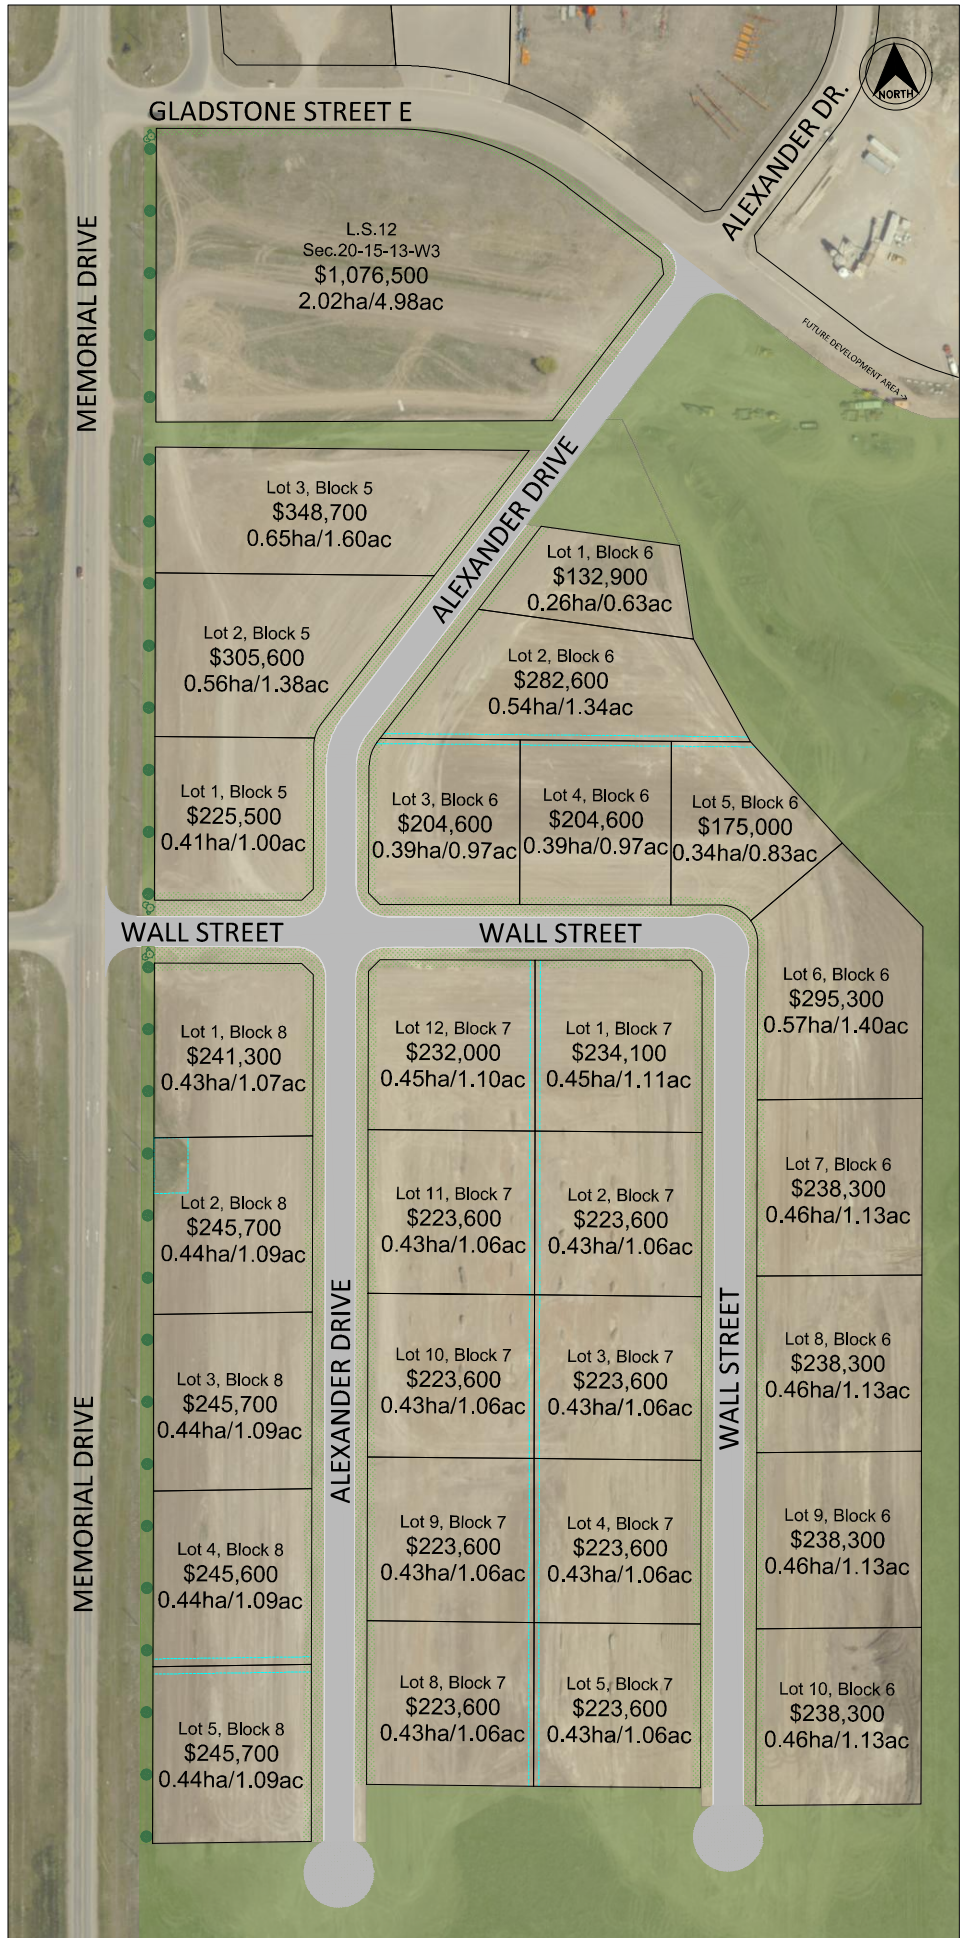 GLADSTONE STREET E
ALEXANDER DR.
NORTH
MEMORIAL DRIVE
L.S.12
Sec.20-15-13-W3
$1,076,500
2.02ha/4.98ac
FUTURE DEVELOPMENT AREA ->
ALEXANDER DRIVE
Lot 3, Block 5
$348,700
0.65ha/1.60ac
Lot 1, Block 6
$132,900
0.26ha/0.63ac
Lot 2, Block 5
$305,600
0.56ha/1.38ac
Lot 2, Block 6
$282,600
0.54ha/1.34ac
Lot 1, Block 5
$225,500
0.41ha/1.00ac
Lot 3, Block 6
$204,600
0.39ha/0.97ac
Lot 4, Block 6
$204,600
0.39ha/0.97ac
Lot 5, Block 6
$175,000
0.34ha/0.83ac
WALL STREET
WALL STREET
Lot 6, Block 6
$295,300
0.57ha/1.40ac
Lot 1, Block 8
$241,300
0.43ha/1.07ac
Lot 12, Block 7
$232,000
0.45ha/1.10ac
Lot 1, Block 7
$234,100
0.45ha/1.11ac
Lot 7, Block 6
$238,300
0.46ha/1.13ac
Lot 2, Block 8
$245,700
0.44ha/1.09ac
Lot 11, Block 7
$223,600
0.43ha/1.06ac
Lot 2, Block 7
$223,600
0.43ha/1.06ac
ALEXANDER DRIVE
WALL STREET
MEMORIAL DRIVE
Lot 8, Block 6
$238,300
0.46ha/1.13ac
Lot 3, Block 8
$245,700
0.44ha/1.09ac
Lot 10, Block 7
$223,600
0.43ha/1.06ac
Lot 3, Block 7
$223,600
0.43ha/1.06ac
Lot 9, Block 6
$238,300
0.46ha/1.13ac
Lot 4, Block 8
$245,600
0.44ha/1.09ac
Lot 9, Block 7
$223,600
0.43ha/1.06ac
Lot 4, Block 7
$223,600
0.43ha/1.06ac
Lot 10, Block 6
$238,300
0.46ha/1.13ac
Lot 5, Block 8
$245,700
0.44ha/1.09ac
Lot 8, Block 7
$223,600
0.43ha/1.06ac
Lot 5, Block 7
$223,600
0.43ha/1.06ac